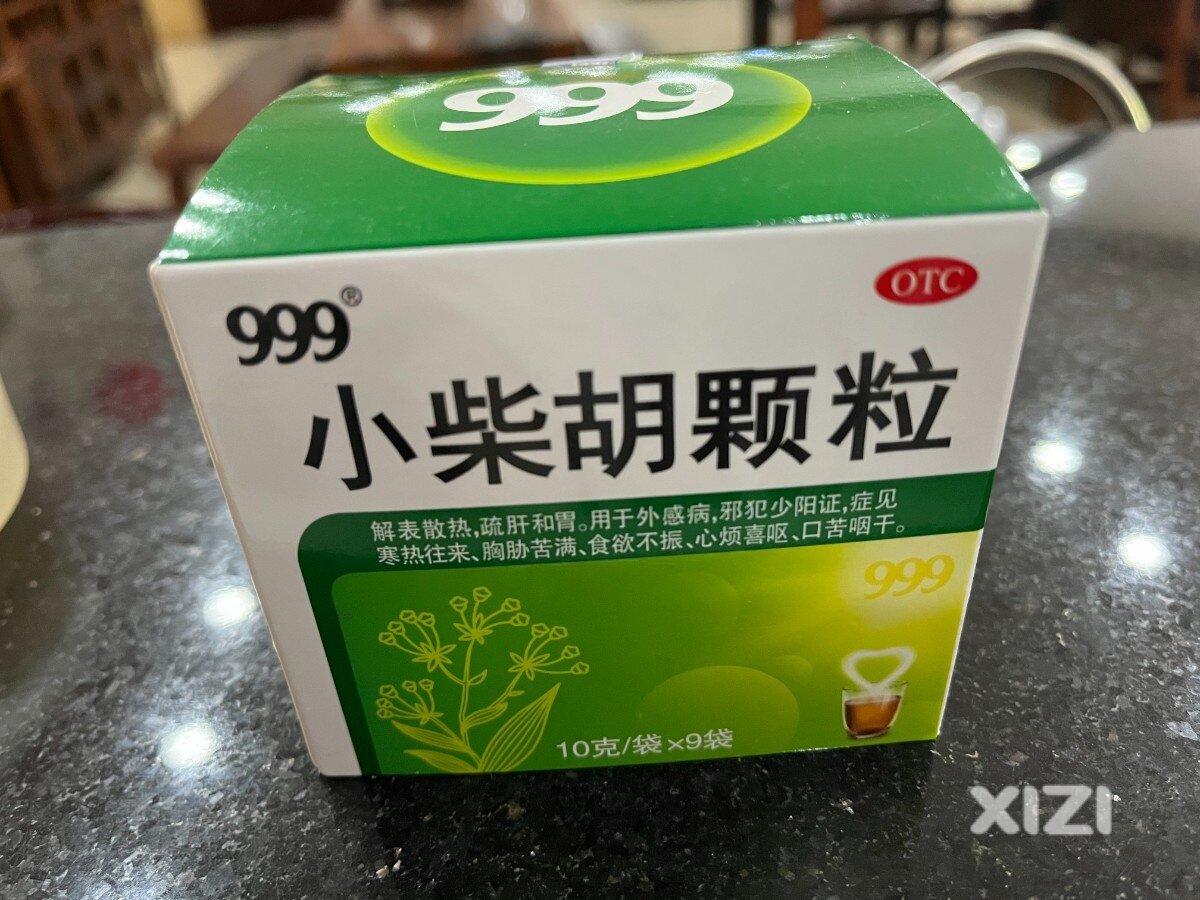 999
999®
OTC
小柴胡颗粒
解表散热,疏肝和胃。用于外感病,邪犯少阳证,症见
寒热往来、胸胁苦满、食欲不振、心烦喜呕、口苦咽干。
999
10克/袋×9袋
XIZI